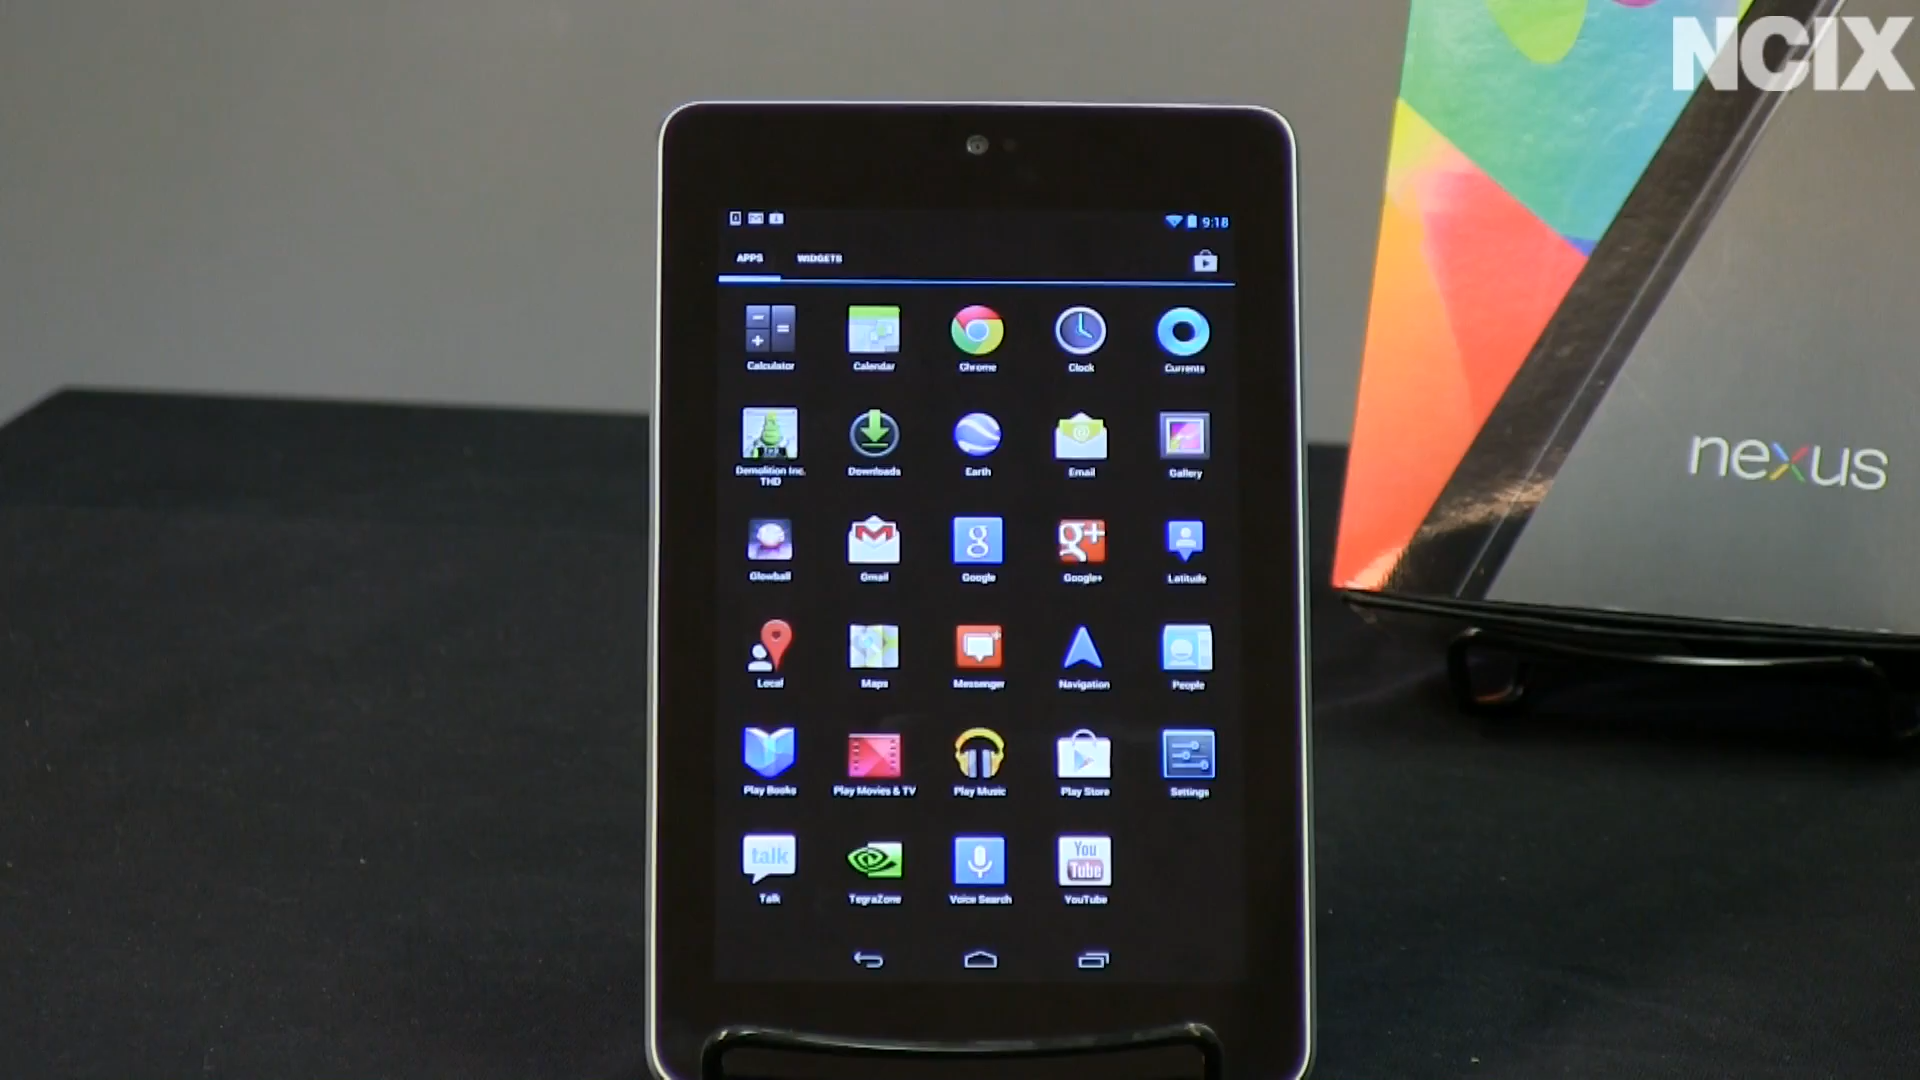 NCIX
9:18
APPS WIDGETS
Calculator Calendar Chrome Clock Currents
Demolition Inc. THD Downloads Earth Email Gallery
Glowball Gmail Google Google+ Latitude
Local Maps Messenger Navigation People
Play Books Play Movies & TV Play Music Play Store Settings
talk You Tube
Talk TegraZone Voice Search YouTube
nexus